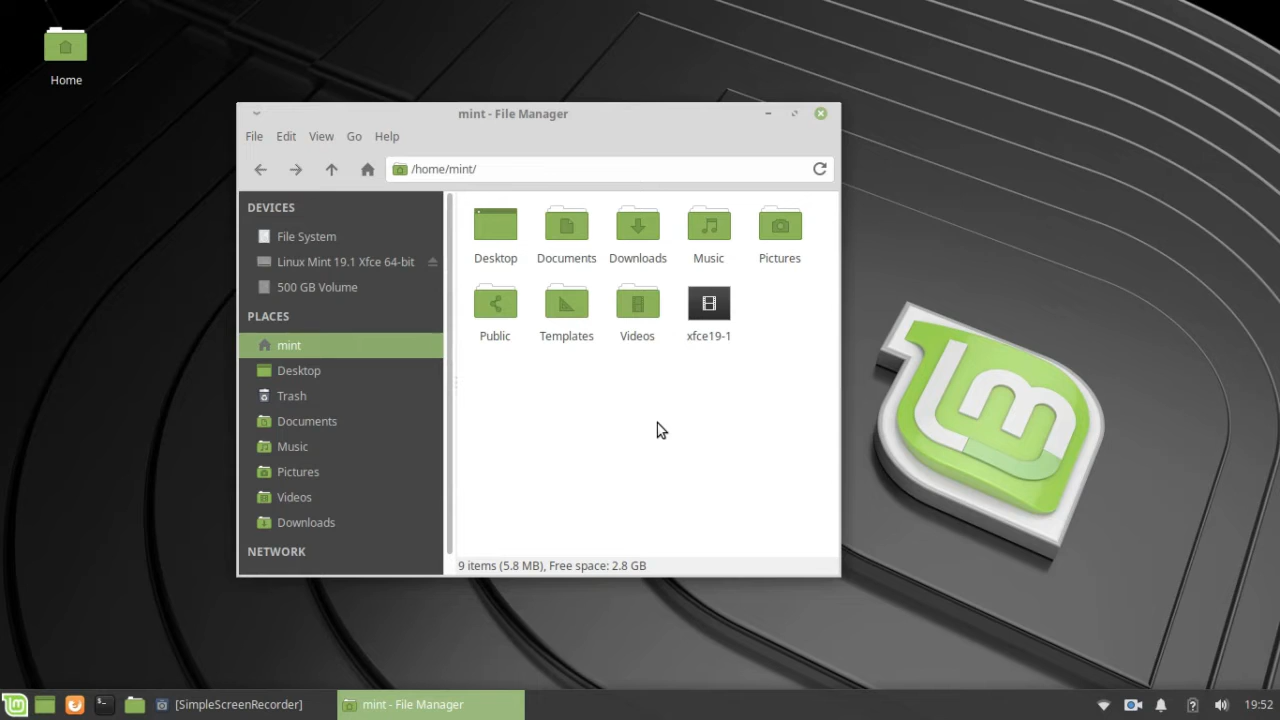 Home
mint - File Manager
File Edit View Go Help
/home/mint/
DEVICES
File System
Linux Mint 19.1 Xfce 64-bit
500 GB Volume
PLACES
mint
Desktop
Trash
Documents
Music
Pictures
Videos
Downloads
NETWORK
Desktop Documents Downloads Music Pictures
Public Templates Videos xfce19-1
9 items (5.8 MB), Free space: 2.8 GB
[SimpleScreenRecorder] mint - File Manager 19:52